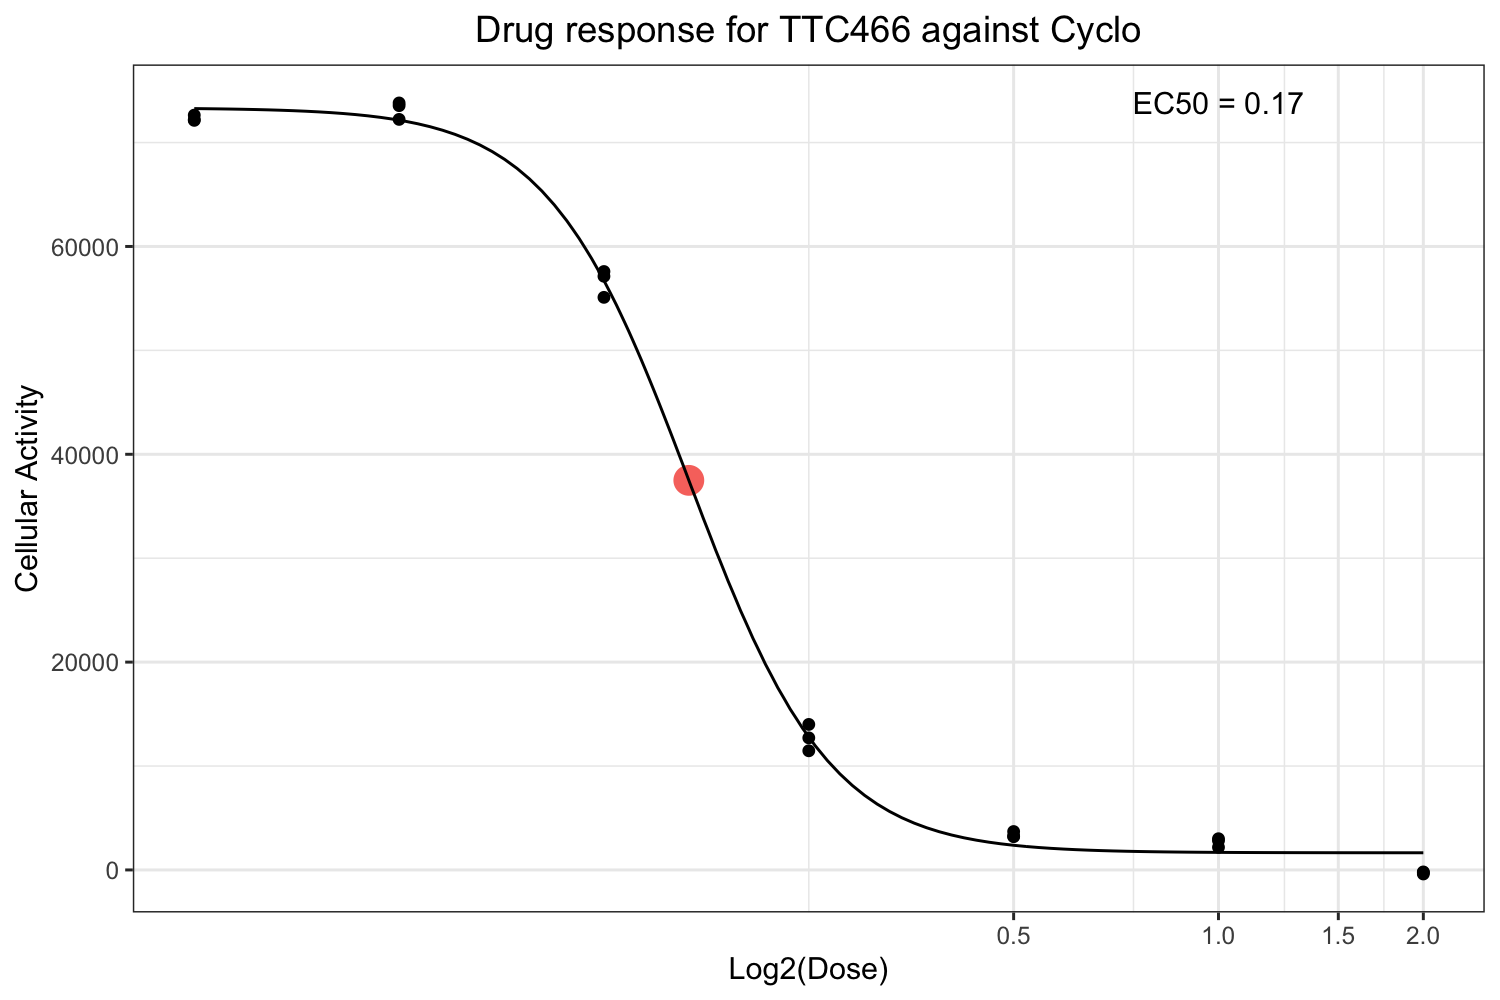 Drug response for TTC466 against Cyclo
EC50 = 0.17
Cellular Activity
60000
40000
20000
0
0.5 1.0 1.5 2.0
Log2(Dose)